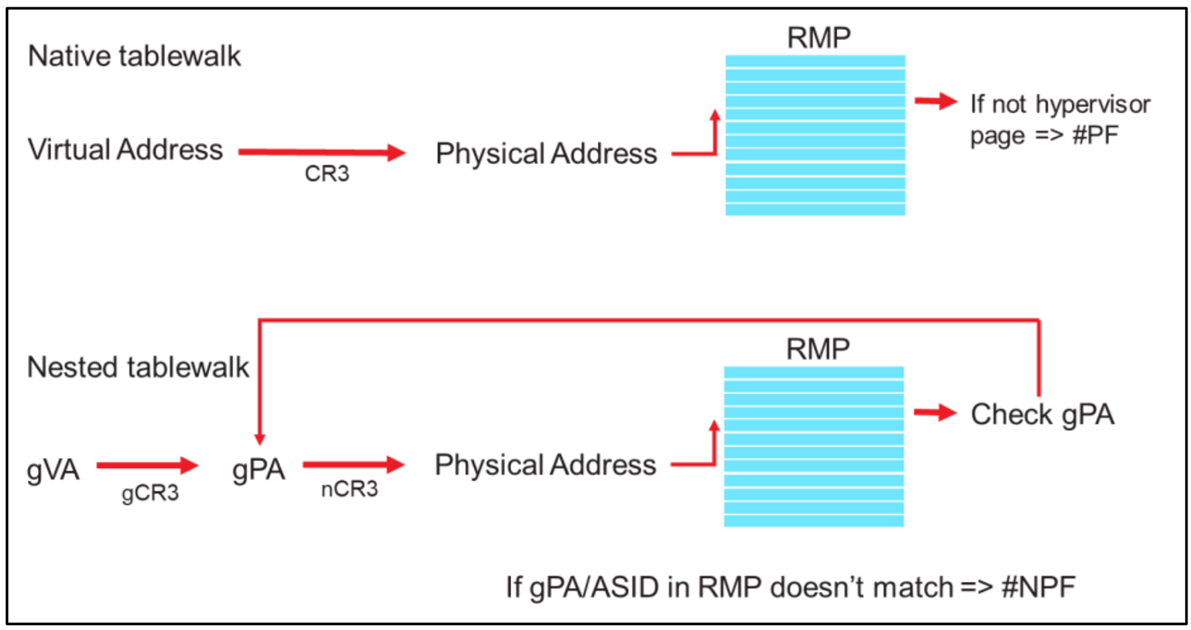 Native tablewalk
RMP
Virtual Address
CR3
Physical Address
If not hypervisor
page => #PF
Nested tablewalk
RMP
gVA
gCR3
gPA
nCR3
Physical Address
Check gPA
If gPA/ASID in RMP doesn’t match => #NPF